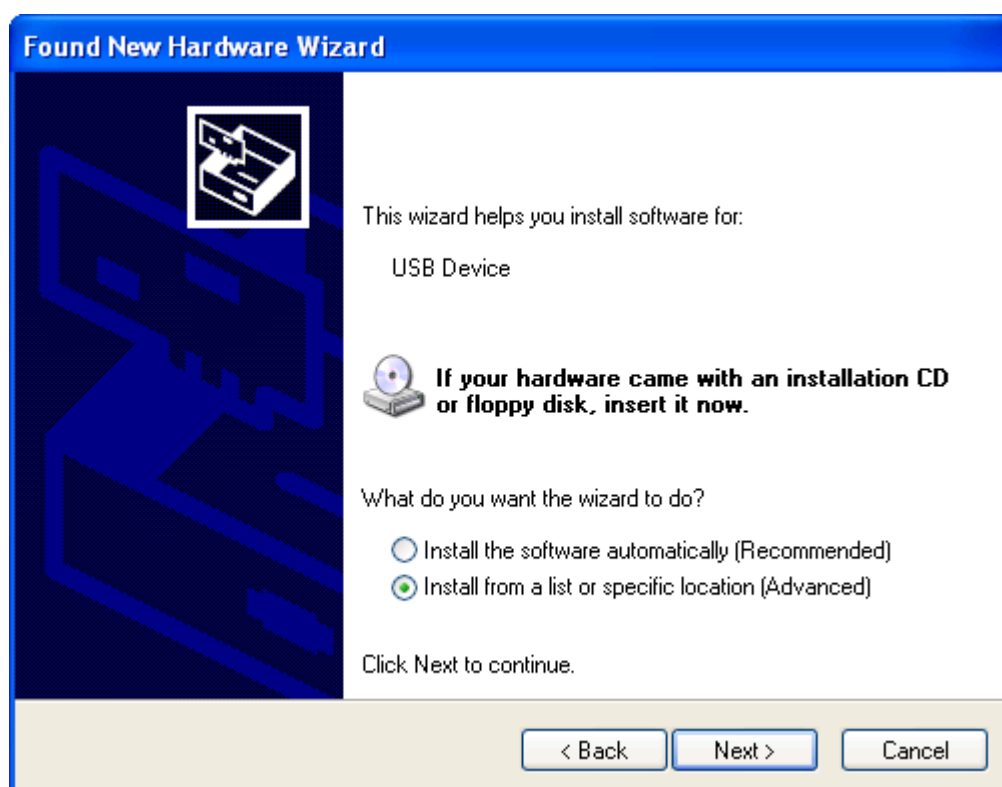 Found New Hardware Wizard
This wizard helps you install software for:
USB Device
If your hardware came with an installation CD
or floppy disk, insert it now.
What do you want the wizard to do?
Install the software automatically (Recommended)
Install from a list or specific location (Advanced)
Click Next to continue.
< Back
Next >
Cancel